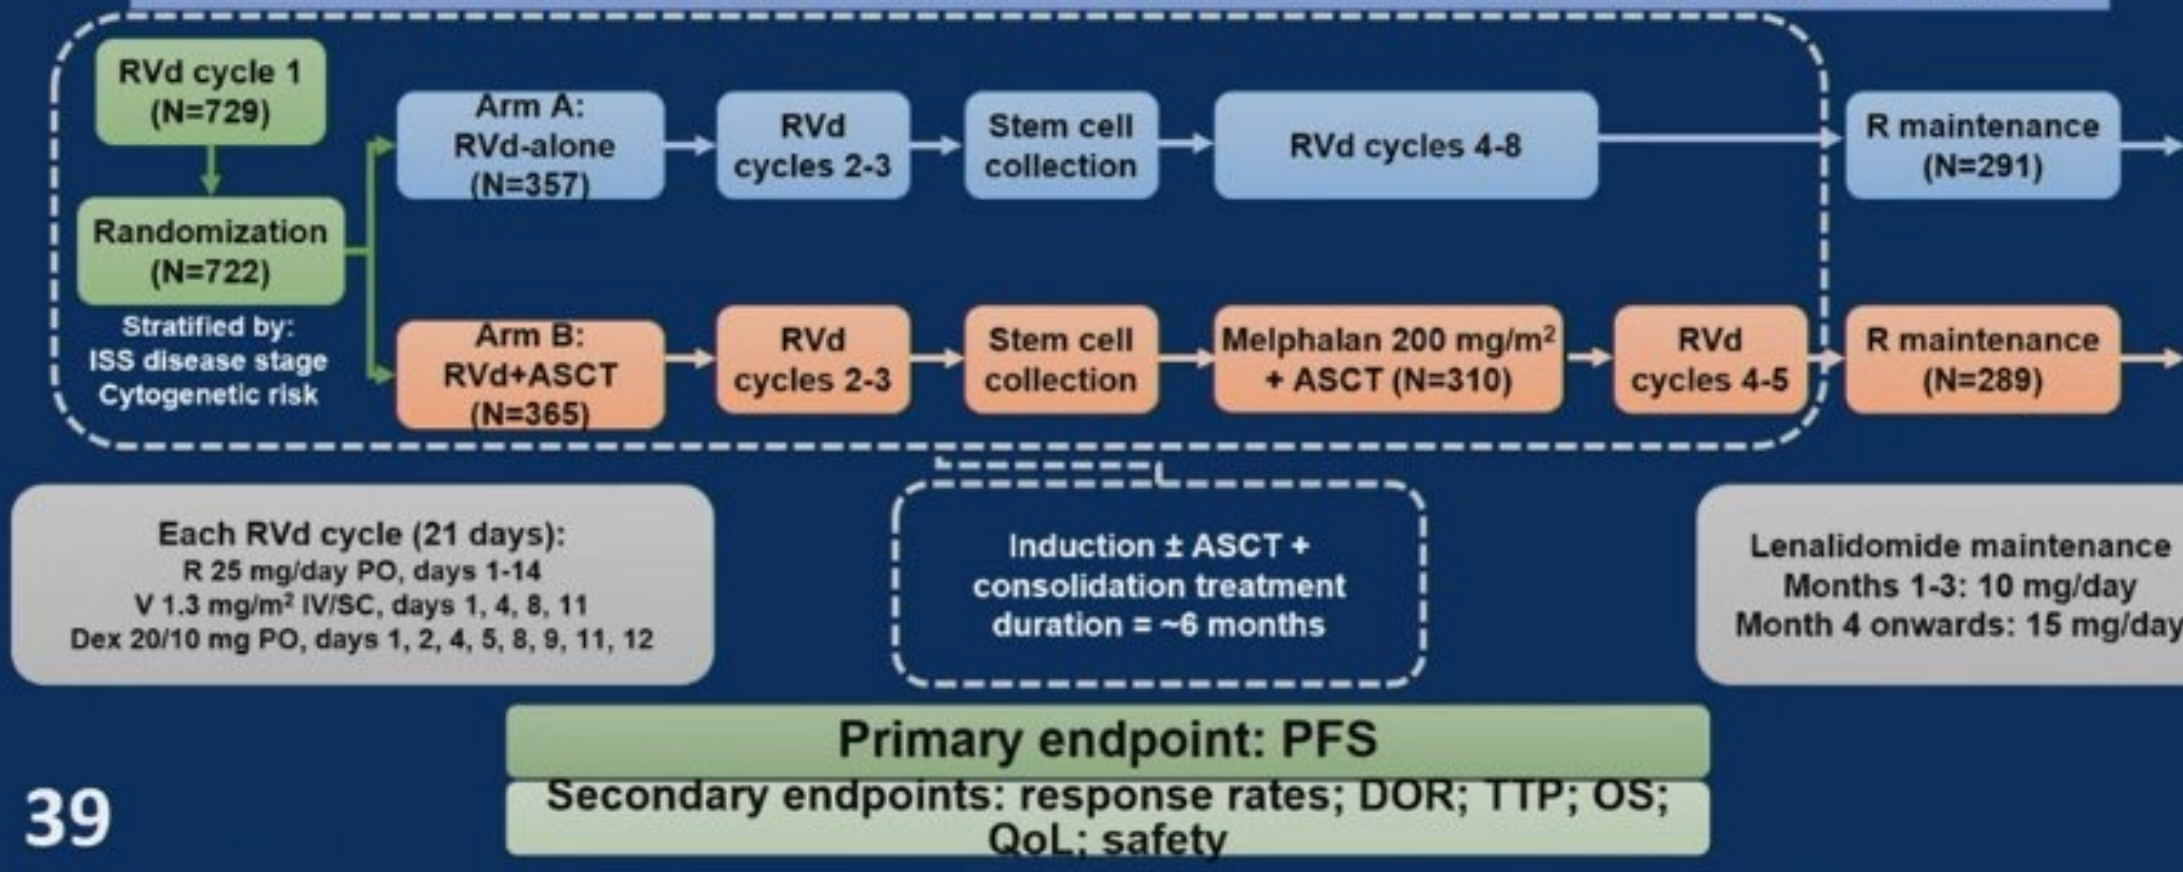 RVd cycle 1
(N=729)
Randomization
(N=722)
Stratified by:
ISS disease stage
Cytogenetic risk
Arm A:
RVd-alone
(N=357)
RVd
cycles 2-3
Stem cell
collection
RVd cycles 4-8
R maintenance
(N=291)
Arm B:
RVd+ASCT
(N=365)
RVd
cycles 2-3
Stem cell
collection
Melphalan 200 mg/m²
+ ASCT (N=310)
RVd
cycles 4-5
R maintenance
(N=289)
Each RVd cycle (21 days):
R 25 mg/day PO, days 1-14
V 1.3 mg/m² IV/SC, days 1, 4, 8, 11
Dex 20/10 mg PO, days 1, 2, 4, 5, 8, 9, 11, 12
Induction ± ASCT +
consolidation treatment
duration = ~6 months
Lenalidomide maintenance
Months 1-3: 10 mg/day
Month 4 onwards: 15 mg/day
Primary endpoint: PFS
Secondary endpoints: response rates; DOR; TTP; OS;
QoL; safety
39